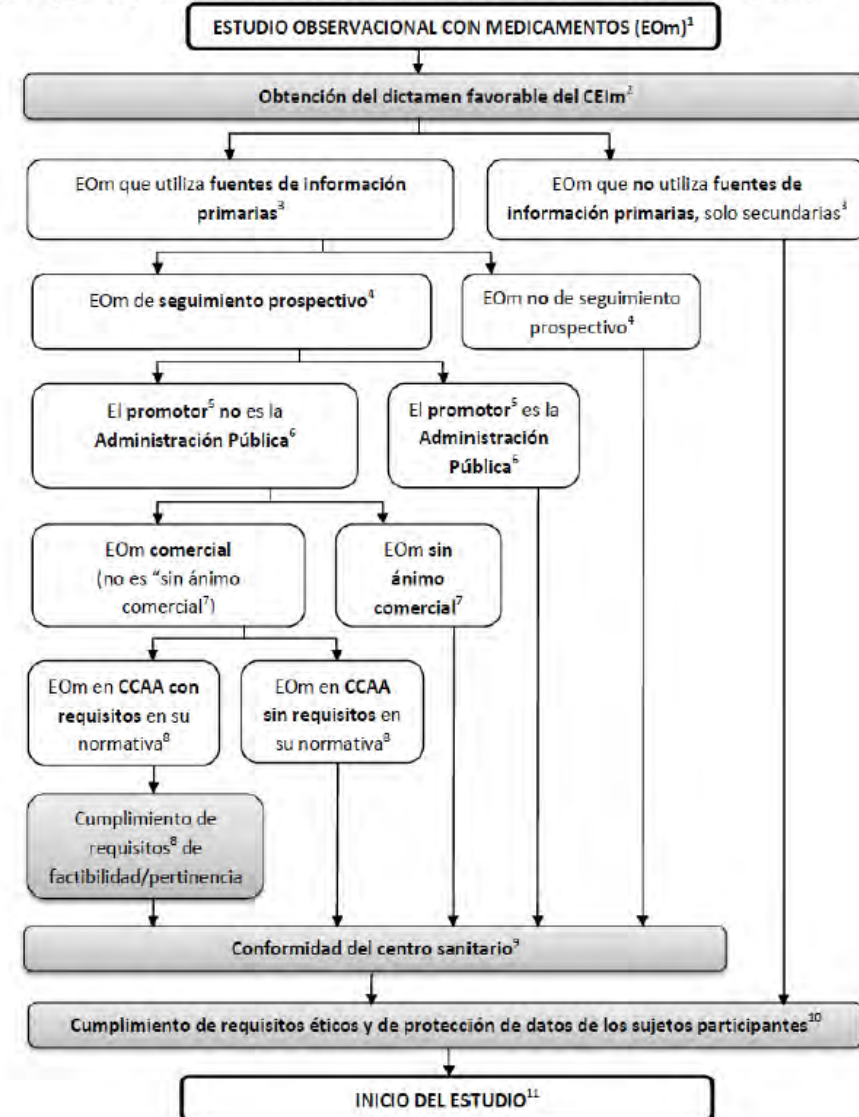 ESTUDIO OBSERVACIONAL CON MEDICAMENTOS (EOm)¹
Obtención del dictamen favorable del CEIm²
EOm que utiliza fuentes de información
primarias³
EOm que no utiliza fuentes de
información primarias, solo secundarias³
EOm de seguimiento prospectivo⁴
EOm no de seguimiento
prospectivo⁴
El promotor⁵ no es la
Administración Pública⁶
El promotor⁵ es la
Administración
Pública⁶
EOm comercial
(no es "sin ánimo
comercial⁷)
EOm sin
ánimo
comercial⁷
EOm en CCAA con
requisitos en su
normativa⁸
EOm en CCAA
sin requisitos en
su normativa⁸
Cumplimiento de
requisitos⁸ de
factibilidad/pertinencia
Conformidad del centro sanitario⁹
Cumplimiento de requisitos éticos y de protección de datos de los sujetos participantes¹⁰
INICIO DEL ESTUDIO¹¹